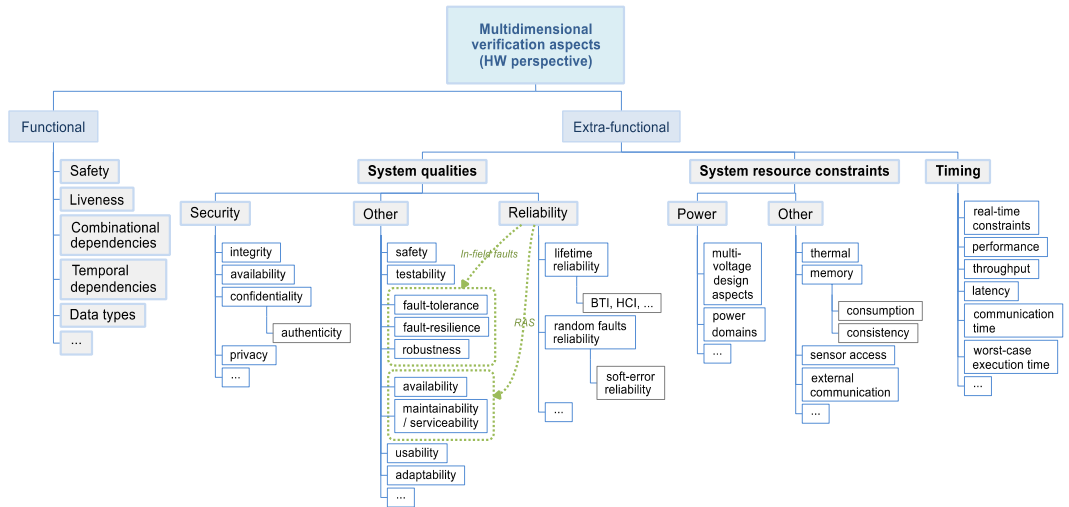 Multidimensional
verification aspects
(HW perspective)
Functional
Extra-functional
Safety
Liveness
Combinational
dependencies
Temporal
dependencies
Data types
...
System qualities
System resource constraints
Timing
Security
integrity
availability
confidentiality
authenticity
privacy
...
Other
safety
testability
fault-tolerance
fault-resilience
robustness
availability
maintainability
/ serviceability
usability
adaptability
...
Reliability
In-field faults
RAS
lifetime
reliability
BTI, HCI, ...
random faults
reliability
soft-error
reliability
...
Power
multi-
voltage
design
aspects
power
domains
...
Other
thermal
memory
consumption
consistency
sensor access
external
communication
...
real-time
constraints
performance
throughput
latency
communication
time
worst-case
execution time
...